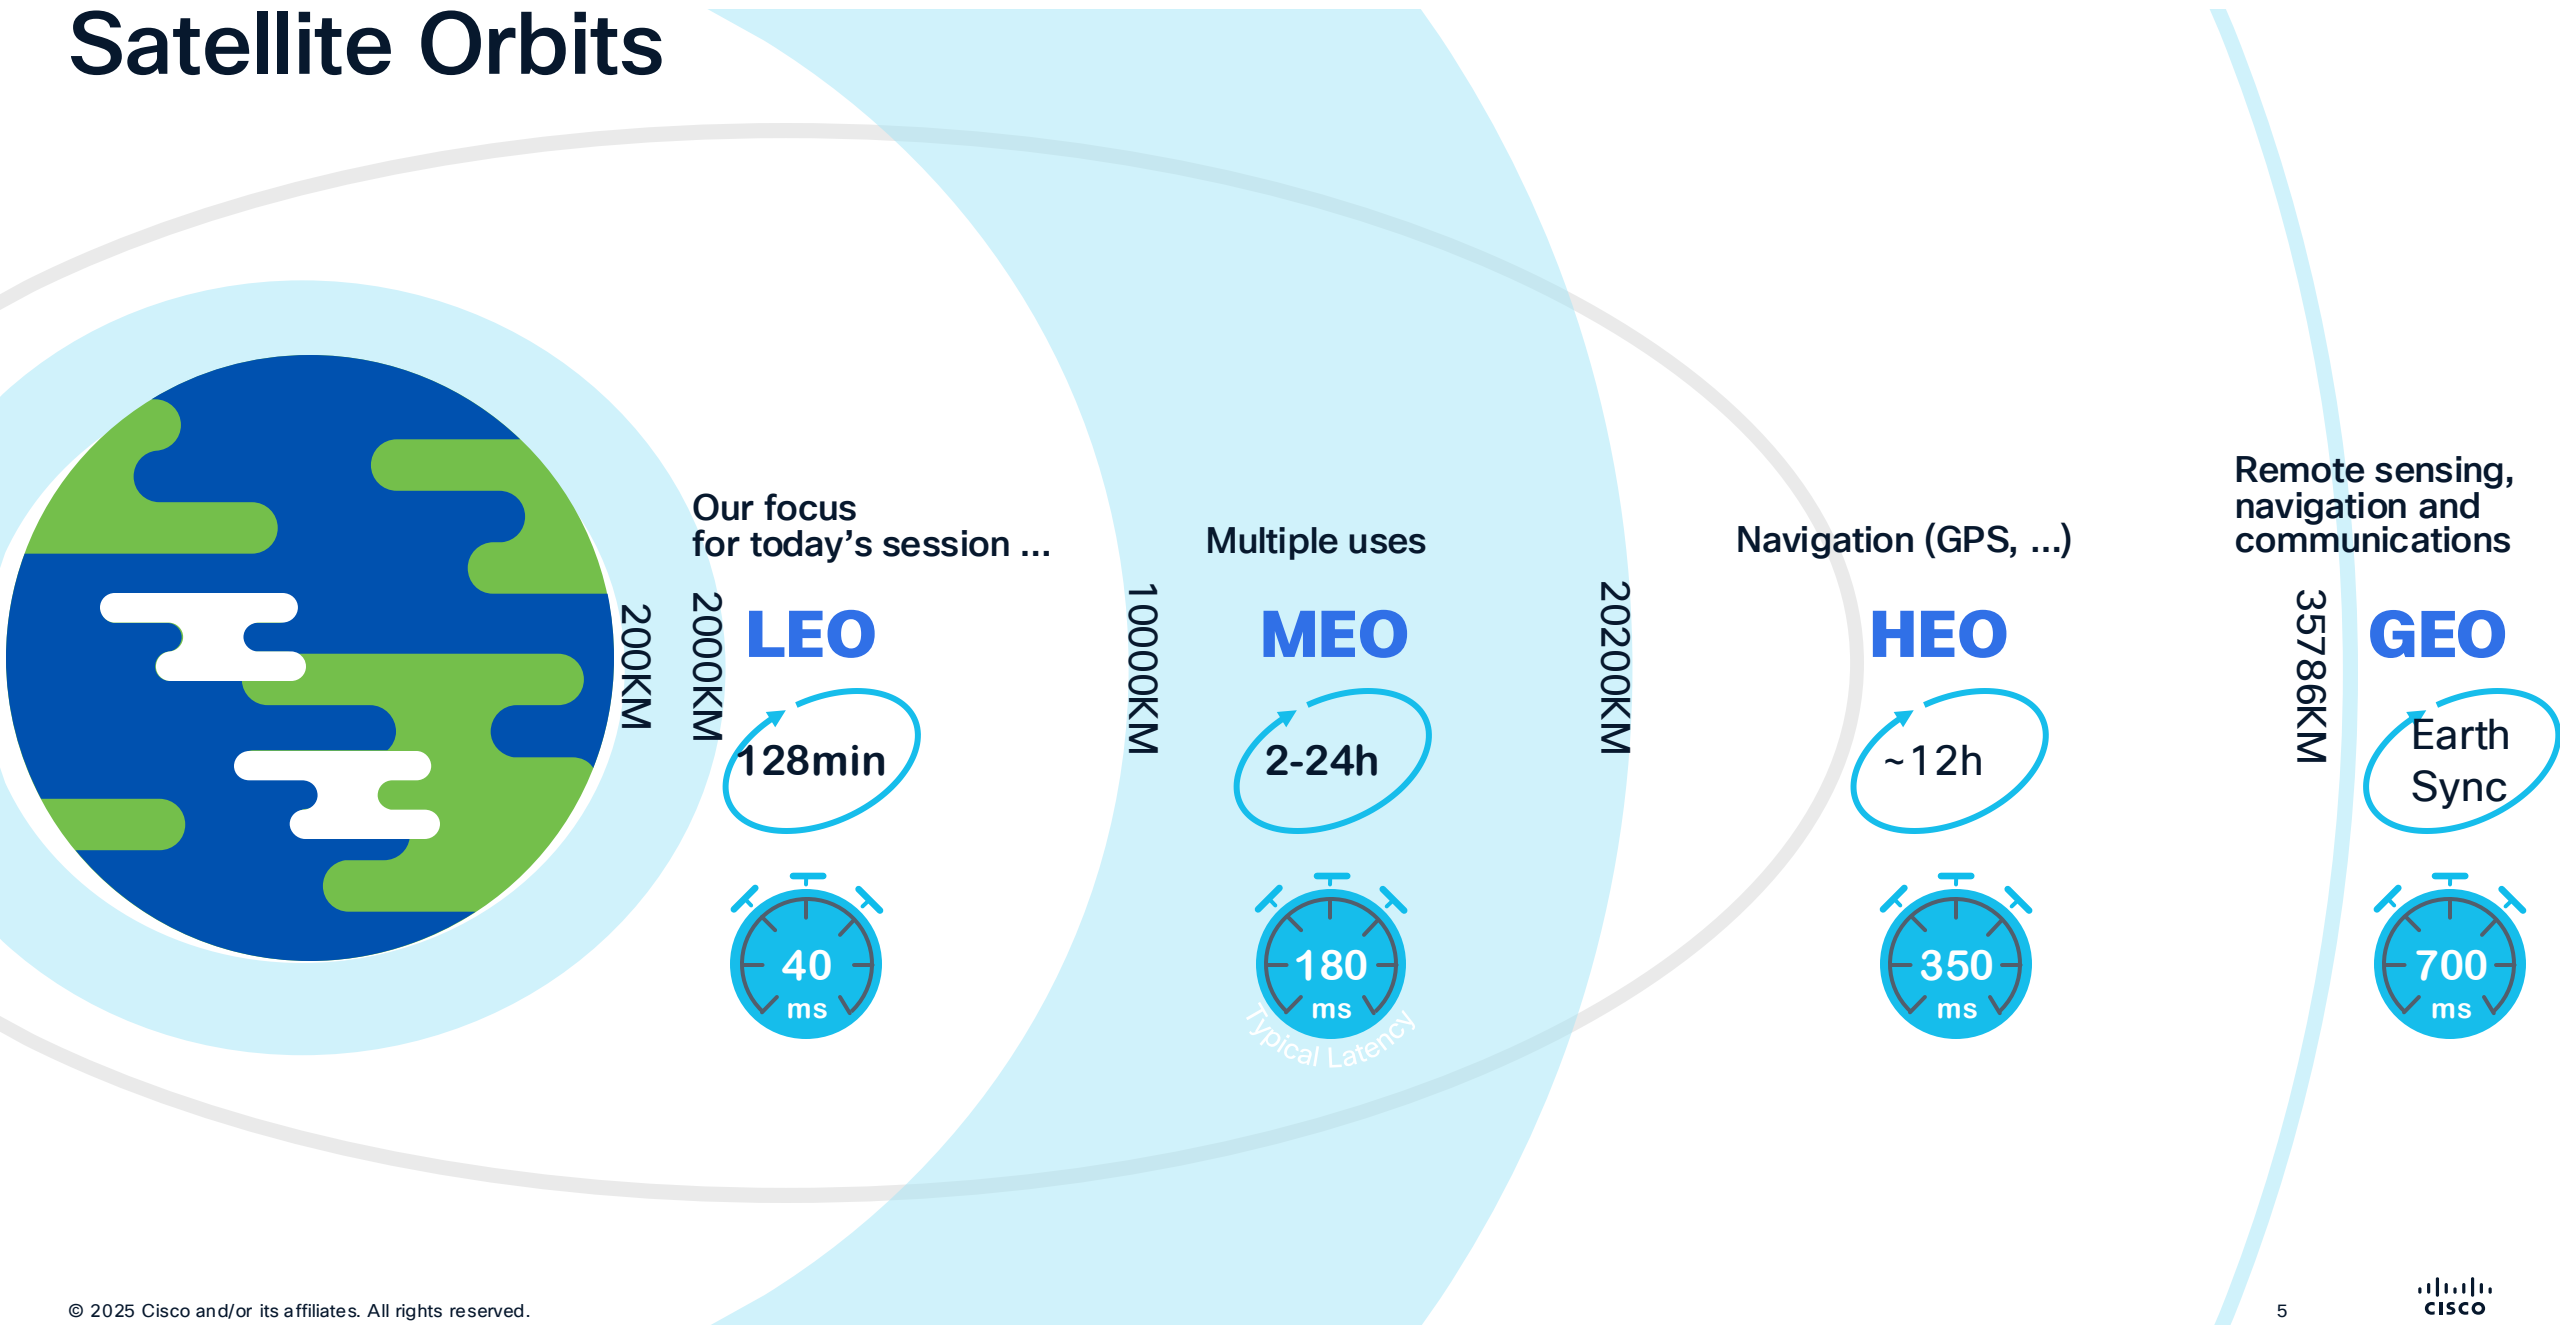 Satellite Orbits
Our focus
for today's session ...
Multiple uses
Navigation (GPS, ...)
Remote sensing,
navigation and
communications
200KM
2000KM
LEO
10000KM
MEO
20200KM
HEO
35786KM
GEO
128min
2-24h
~12h
Earth
Sync
40
ms
180
ms
Typical Latency
350
ms
700
ms
© 2025 Cisco and/or its affiliates. All rights reserved.
5
CISCO